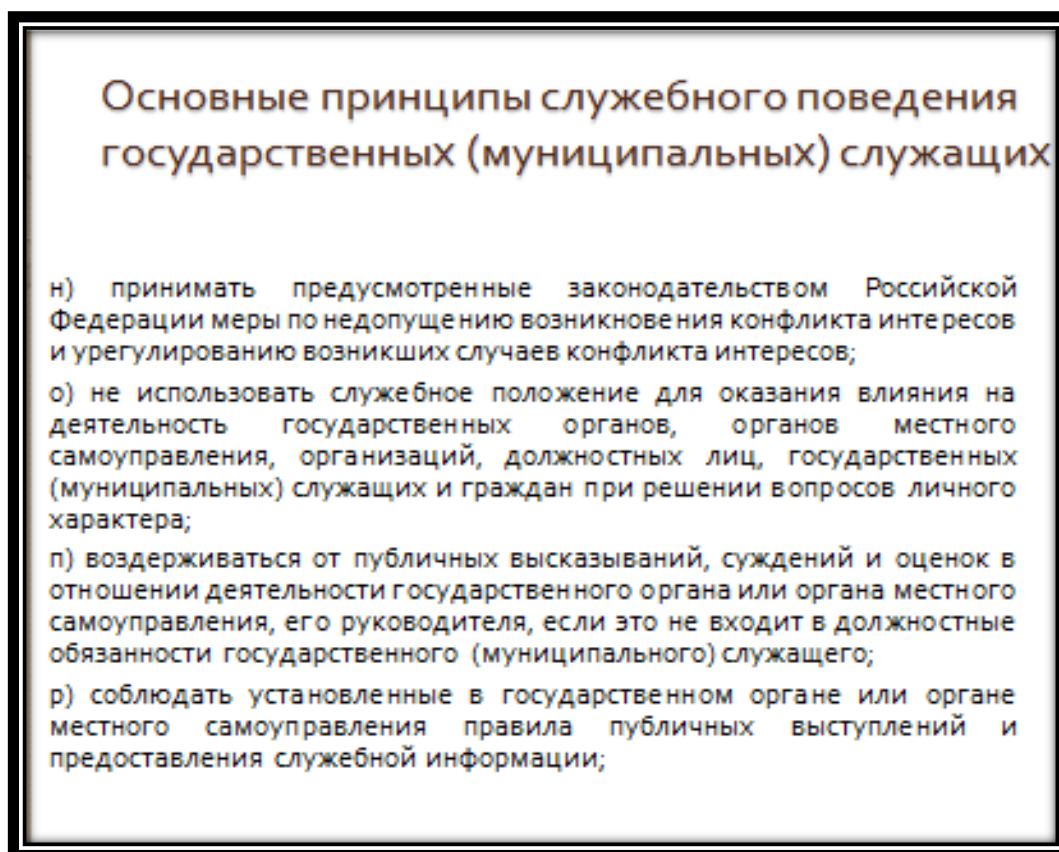 Основные принципы служебного поведения
государственных (муниципальных) служащих
н) принимать предусмотренные законодательством Российской
Федерации меры по недопущению возникновения конфликта интересов
и урегулированию возникших случаев конфликта интересов;
о) не использовать служебное положение для оказания влияния на
деятельность государственных органов, органов местного
самоуправления, организаций, должностных лиц, государственных
(муниципальных) служащих и граждан при решении вопросов личного
характера;
п) воздерживаться от публичных высказываний, суждений и оценок в
отношении деятельности государственного органа или органа местного
самоуправления, его руководителя, если это не входит в должностные
обязанности государственного (муниципального) служащего;
р) соблюдать установленные в государственном органе или органе
местного самоуправления правила публичных выступлений и
предоставления служебной информации;